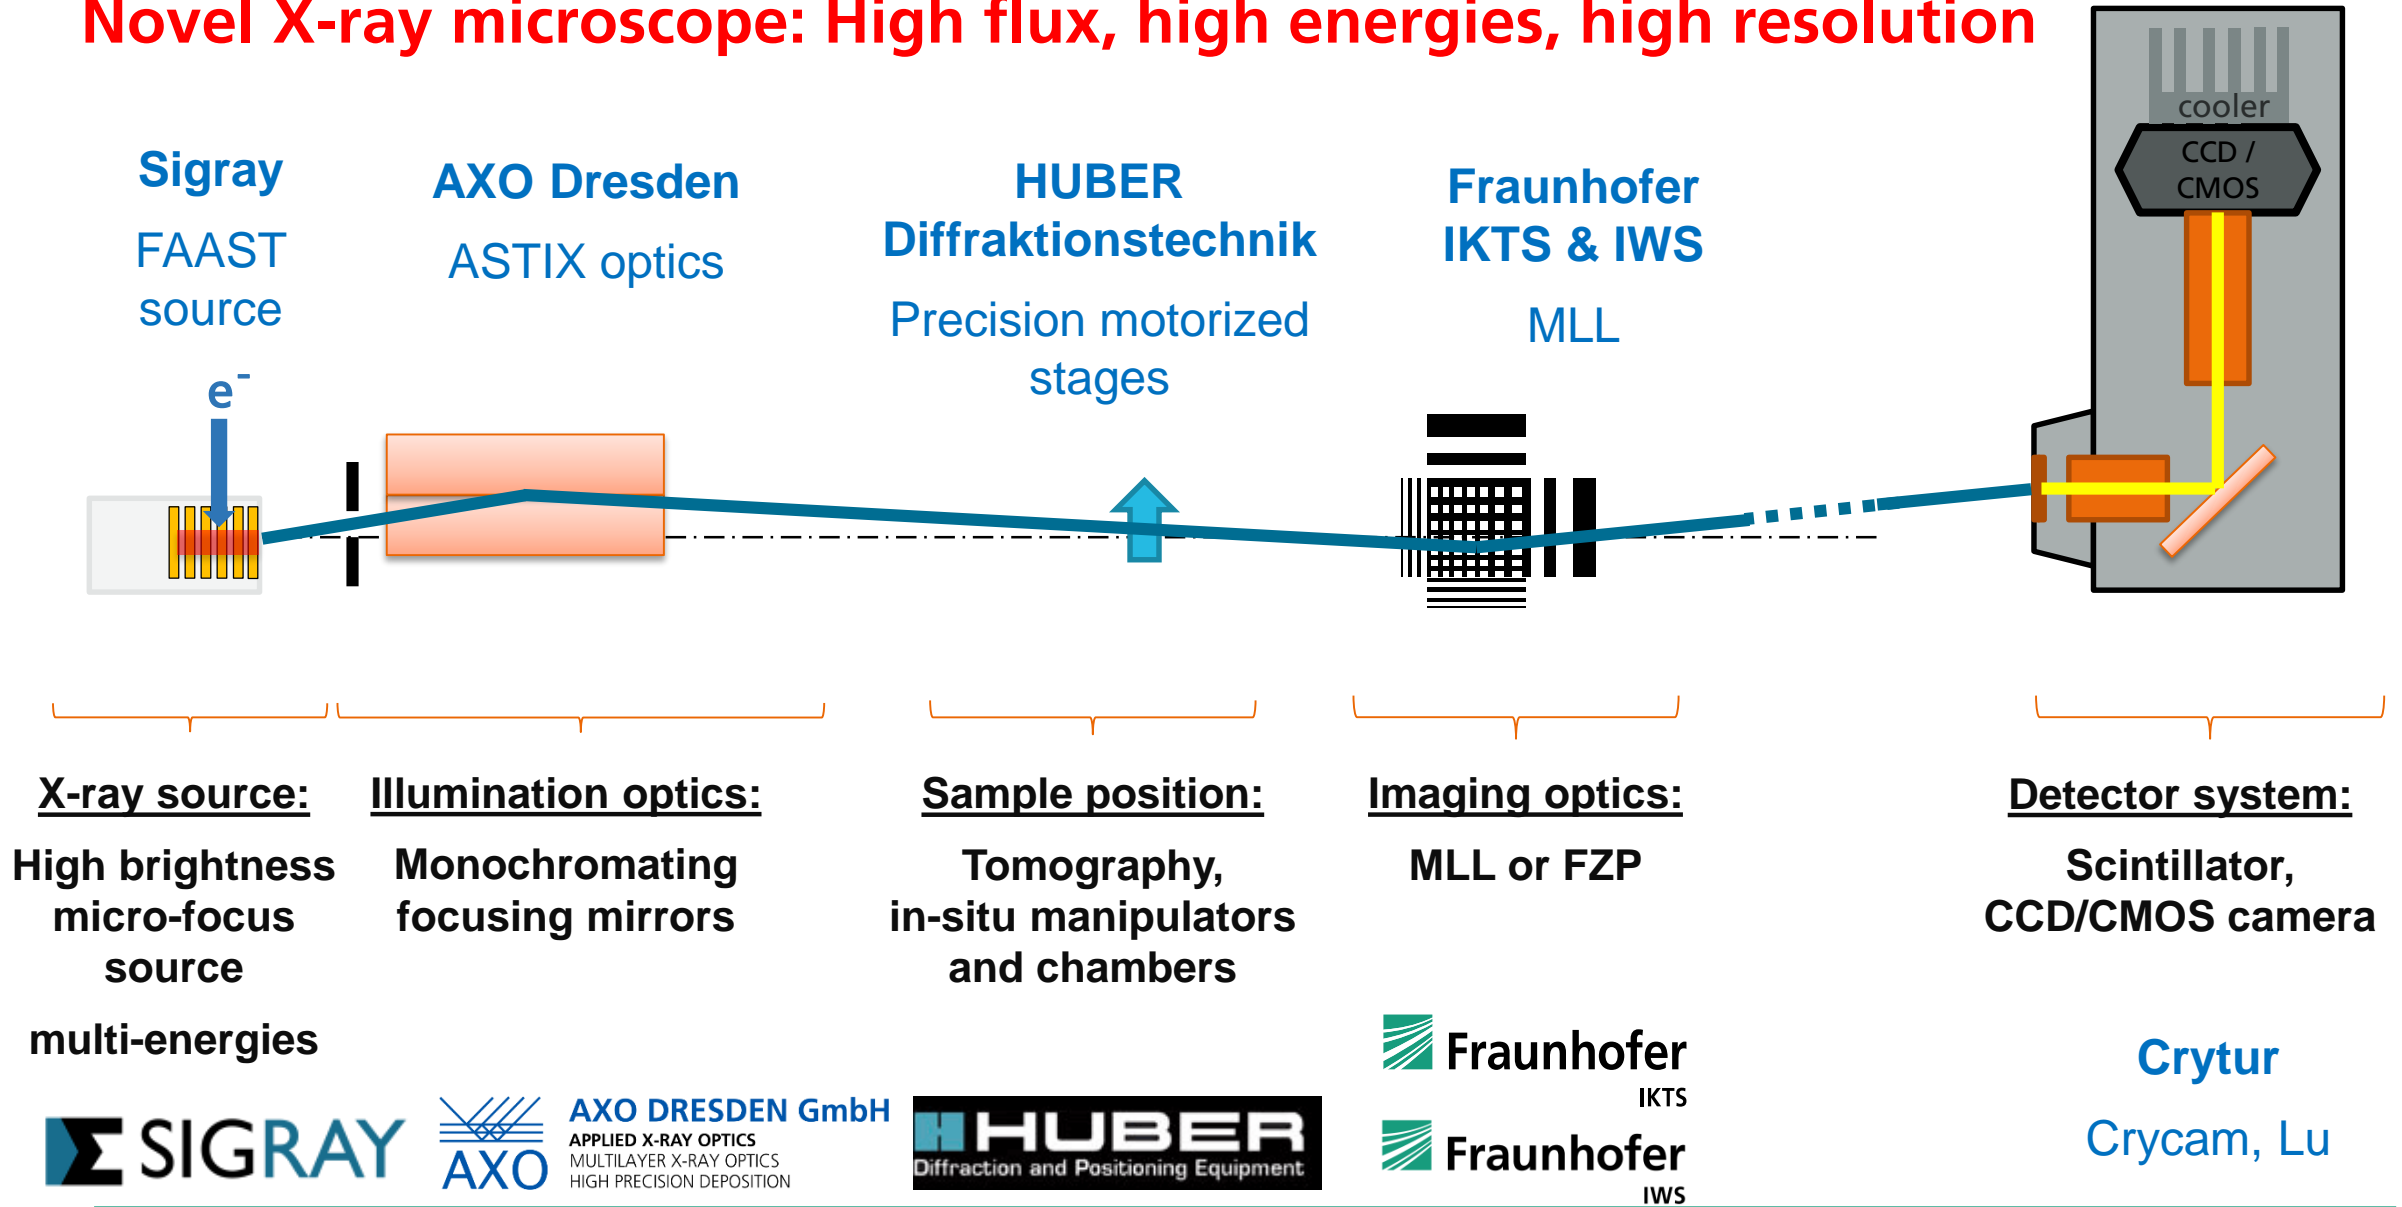 Novel X-ray microscope: High flux, high energies, high resolution
cooler
CCD /
CMOS
Sigray
FAAST
source
AXO Dresden
ASTIX optics
HUBER
Diffraktionstechnik
Precision motorized
stages
Fraunhofer
IKTS & IWS
MLL
e-
X-ray source:
High brightness
micro-focus
source
multi-energies
Illumination optics:
Monochromating
focusing mirrors
Sample position:
Tomography,
in-situ manipulators
and chambers
Imaging optics:
MLL or FZP
Detector system:
Scintillator,
CCD/CMOS camera
Crytur
Crycam, Lu
SIGRAY
AXO
AXO DRESDEN GmbH
APPLIED X-RAY OPTICS
MULTILAYER X-RAY OPTICS
HIGH PRECISION DEPOSITION
HUBER
Diffraction and Positioning Equipment
Fraunhofer
IKTS
Fraunhofer
IWS